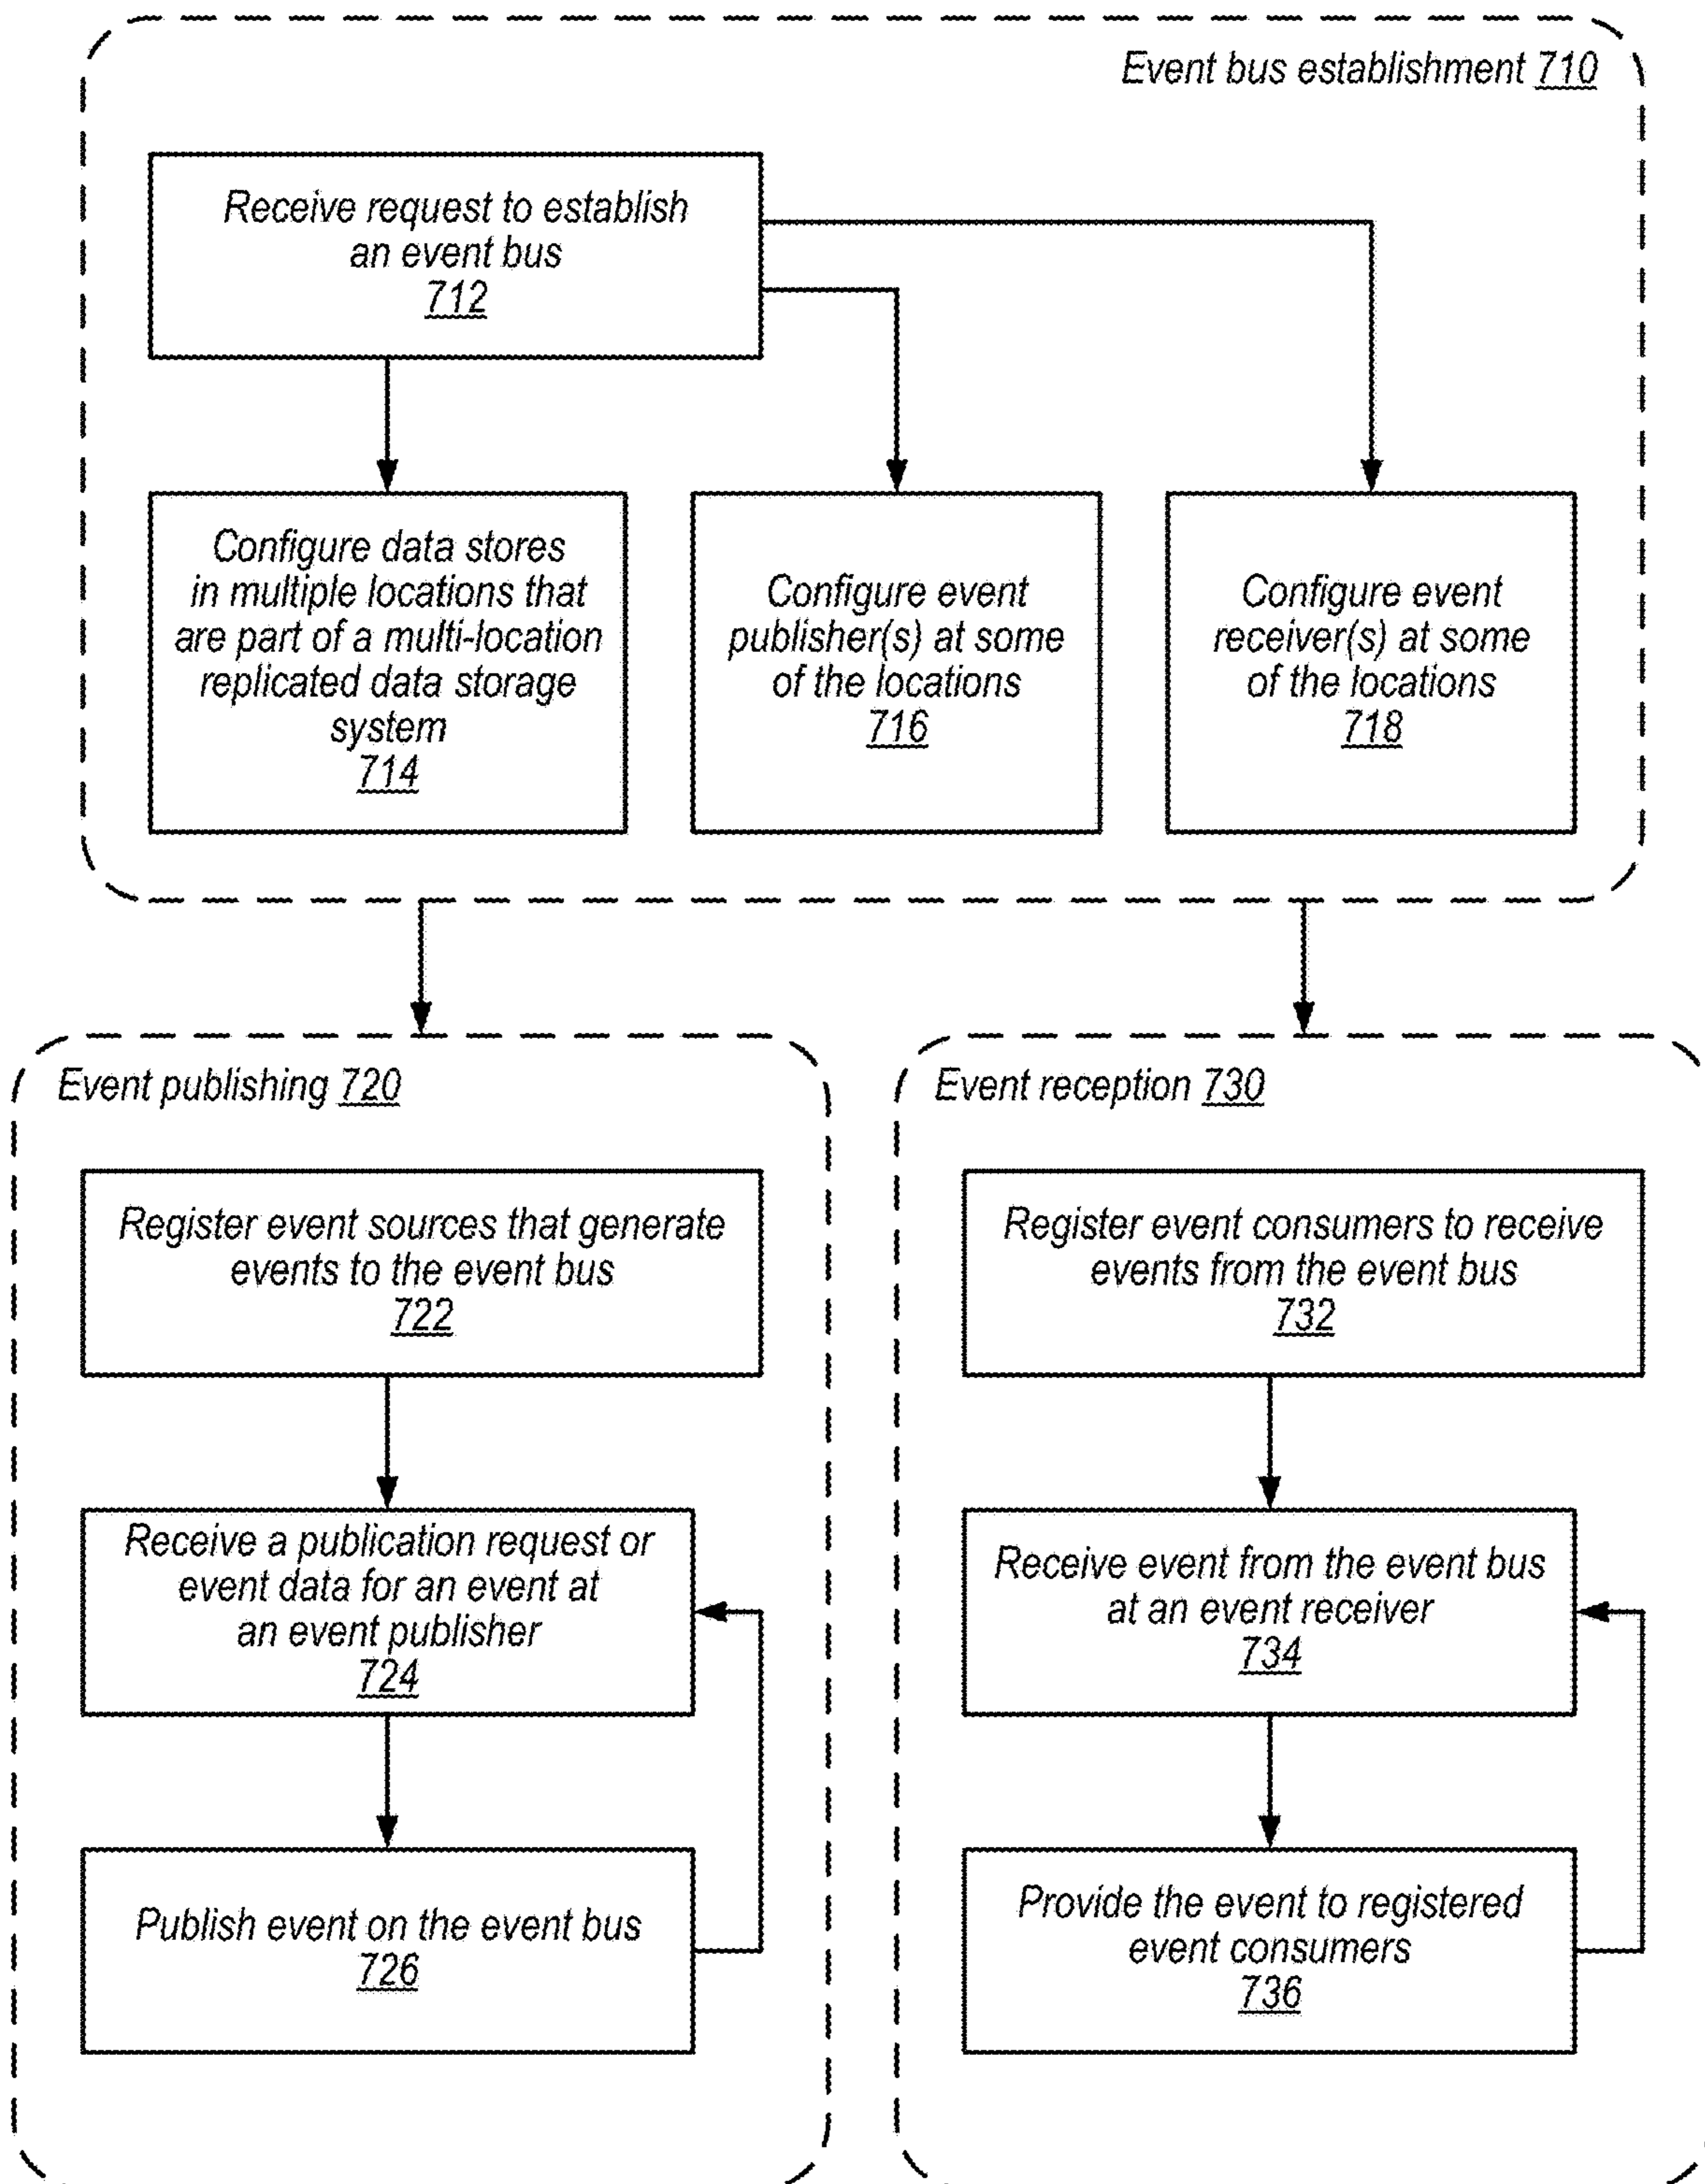 Event bus establishment 710
Receive request to establish
an event bus
712
Configure data stores
in multiple locations that
are part of a multi-location
replicated data storage
system
714
Configure event
publisher(s) at some
of the locations
716
Configure event
receiver(s) at some
of the locations
718
Event publishing 720
Register event sources that generate
events to the event bus
722
Receive a publication request or
event data for an event at
an event publisher
724
Publish event on the event bus
726
Event reception 730
Register event consumers to receive
events from the event bus
732
Receive event from the event bus
at an event receiver
734
Provide the event to registered
event consumers
736